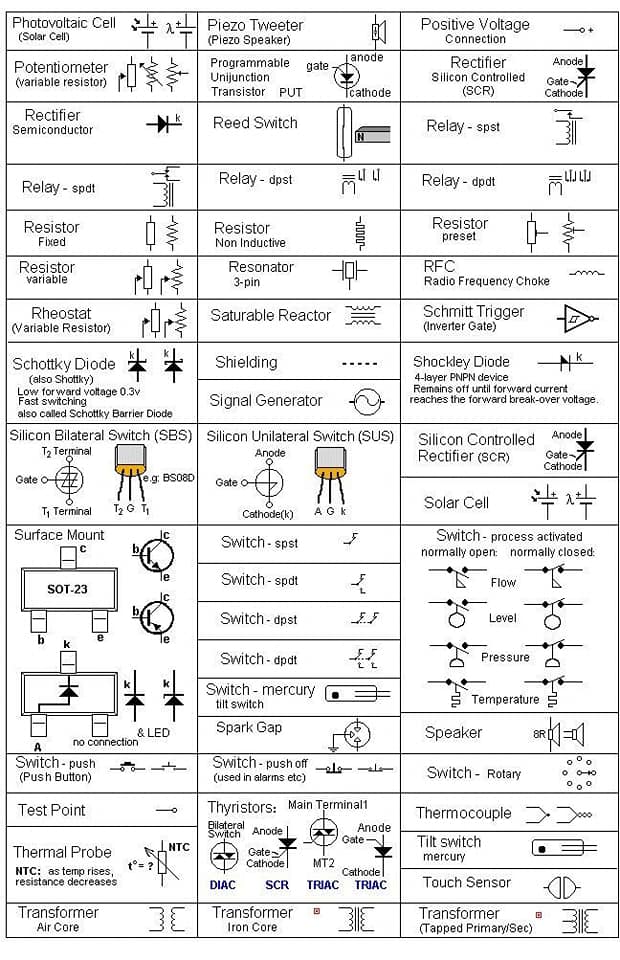 Photovoltaic Cell
(Solar Cell)
λ
Piezo Tweeter
(Piezo Speaker)
Positive Voltage
Connection
+
Potentiometer
(variable resistor)
Programmable
Unijunction
Transistor PUT
gate
anode
cathode
Rectifier
Silicon Controlled
(SCR)
Anode
Gate
Cathode
Rectifier
Semiconductor
k
Reed Switch
N
Relay - spst
Relay - spdt
Relay - dpst
Relay - dpdt
Resistor
Fixed
Resistor
Non Inductive
Resistor
preset
Resistor
variable
Resonator
3-pin
RFC
Radio Frequency Choke
Rheostat
(Variable Resistor)
Saturable Reactor
Schmitt Trigger
(Inverter Gate)
Schottky Diode
(also Shottky)
Low forward voltage 0.3v
Fast switching
also called Schottky Barrier Diode
k k
Shielding
Signal Generator
Shockley Diode
k
4-layer PNPN device
Remains off until forward current
reaches the forward break-over voltage.
Silicon Bilateral Switch (SBS)
T2 Terminal
Gate
T1 Terminal
e.g: BS08D
T2 G T1
Silicon Unilateral Switch (SUS)
Anode
Gate
Cathode(k)
A G k
Silicon Controlled
Rectifier (SCR)
Anode
Gate
Cathode
Solar Cell
λ
Surface Mount
c
SOT-23
b e
c
b
e
c
b
e
k
A
no connection
k k
& LED
Switch - spst
Switch - spdt
Switch - dpst
Switch - dpdt
Switch - mercury
tilt switch
Spark Gap
Switch - process activated
normally open: normally closed:
Flow
Level
Pressure
Temperature
Speaker
8R
Switch - push
(Push Button)
Switch - push off
(used in alarms etc)
Switch - Rotary
Test Point
Thermal Probe
NTC: as temp rises,
resistance decreases
NTC
t°= ?
Thyristors:
Bilateral
Switch
DIAC
Anode
Gate
Cathode
SCR
Main Terminal1
MT2
TRIAC
Anode
Gate
Cathode
TRIAC
Thermocouple
Tilt switch
mercury
Touch Sensor
Transformer
Air Core
Transformer
Iron Core
Transformer
(Tapped Primary/Sec)